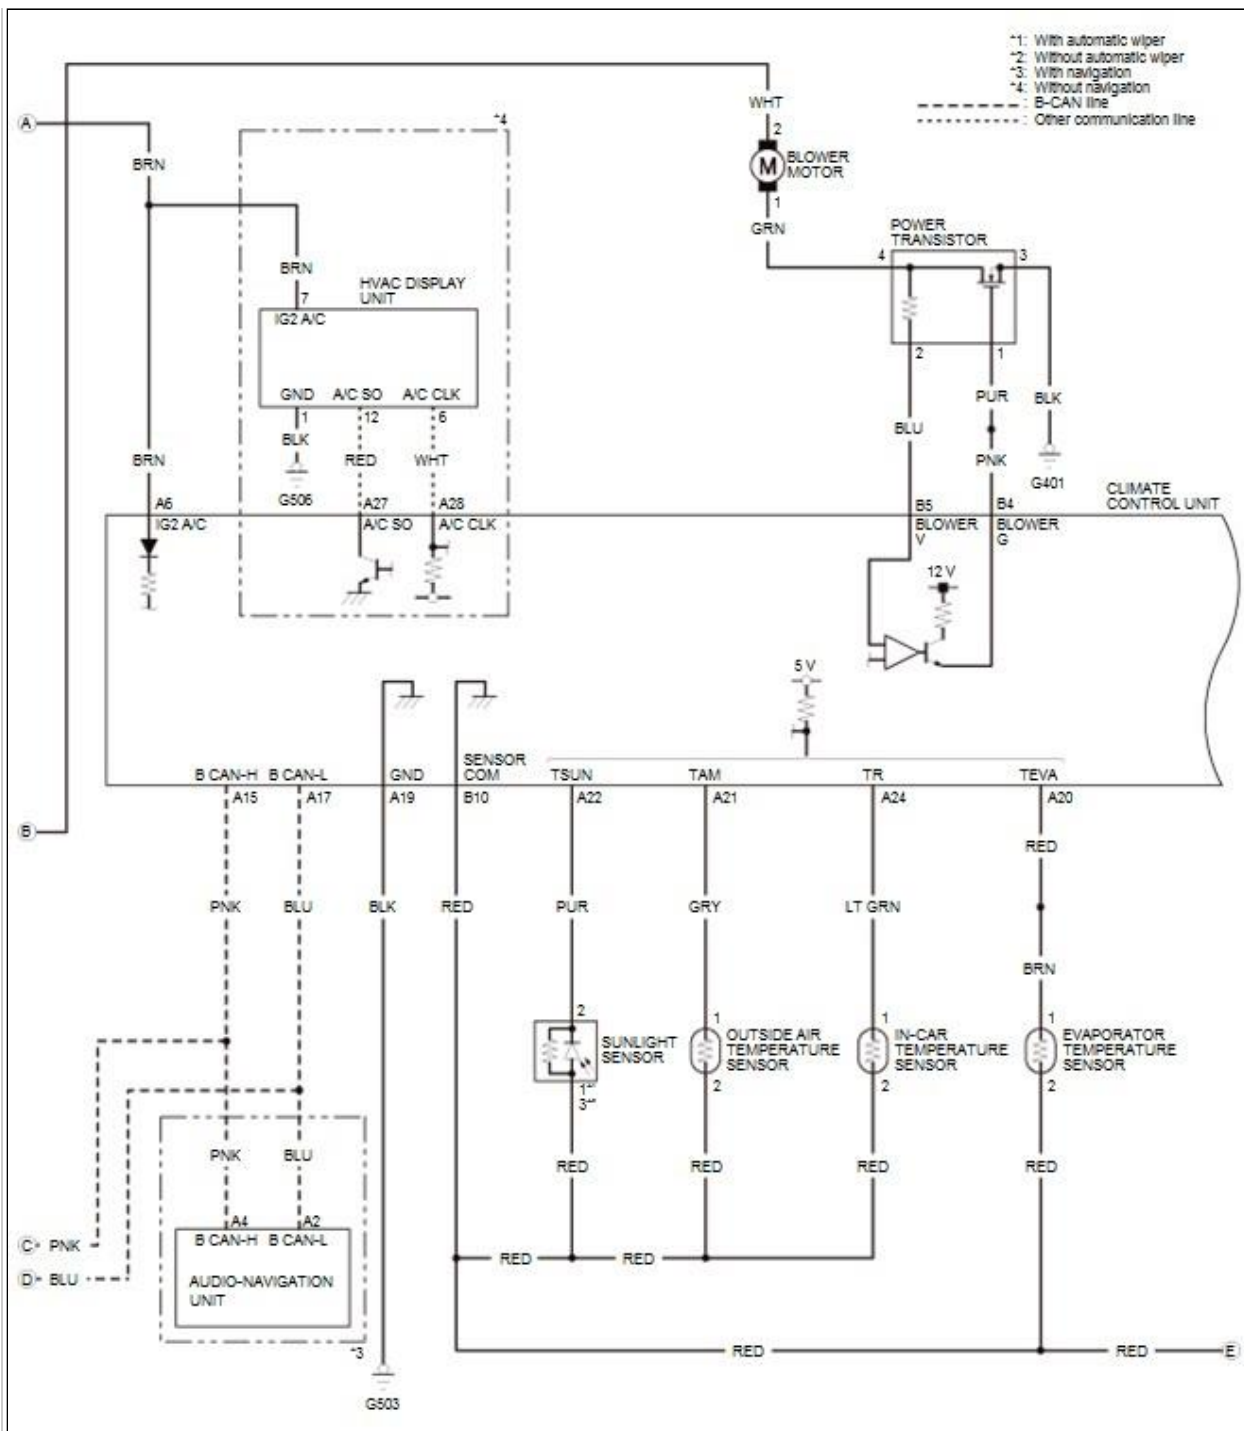 *1: With automatic wiper
*2: Without automatic wiper
*3: With navigation
*4: Without navigation
: B-CAN line
: Other communication line
WHT
2
M
BLOWER
MOTOR
1
GRN
A
BRN
*4
BRN
7
HVAC DISPLAY
UNIT
IG2 A/C
GND
A/C SO
A/C CLK
1
12
6
BLK
RED
WHT
G506
POWER
TRANSISTOR
4
3
2
1
BLU
PUR
BLK
PNK
G401
BRN
A6
IG2 A/C
A27
A/C SO
A28
A/C CLK
B5
BLOWER
V
B4
BLOWER
G
CLIMATE
CONTROL UNIT
12 V
5 V
B CAN-H
B CAN-L
GND
SENSOR
COM
TSUN
TAM
TR
TEVA
A15
A17
A19
B10
A22
A21
A24
A20
B
RED
PNK
BLU
BLK
RED
PUR
GRY
LT GRN
BRN
2
SUNLIGHT
SENSOR
3
1
OUTSIDE AIR
TEMPERATURE
SENSOR
2
1
IN-CAR
TEMPERATURE
SENSOR
2
1
EVAPORATOR
TEMPERATURE
SENSOR
2
PNK
BLU
RED
RED
RED
RED
A4
A2
B CAN-H
B CAN-L
AUDIO-NAVIGATION
UNIT
*3
C
PNK
D
BLU
RED
RED
RED
RED
E
G503